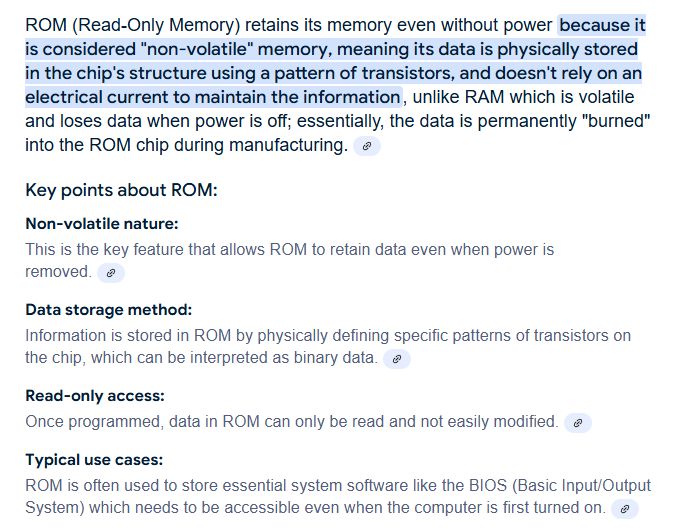 ROM (Read-Only Memory) retains its memory even without power because it
is considered "non-volatile" memory, meaning its data is physically stored
in the chip's structure using a pattern of transistors, and doesn't rely on an
electrical current to maintain the information, unlike RAM which is volatile
and loses data when power is off; essentially, the data is permanently "burned"
into the ROM chip during manufacturing.
Key points about ROM:
Non-volatile nature:
This is the key feature that allows ROM to retain data even when power is
removed.
Data storage method:
Information is stored in ROM by physically defining specific patterns of transistors on
the chip, which can be interpreted as binary data.
Read-only access:
Once programmed, data in ROM can only be read and not easily modified.
Typical use cases:
ROM is often used to store essential system software like the BIOS (Basic Input/Output
System) which needs to be accessible even when the computer is first turned on.